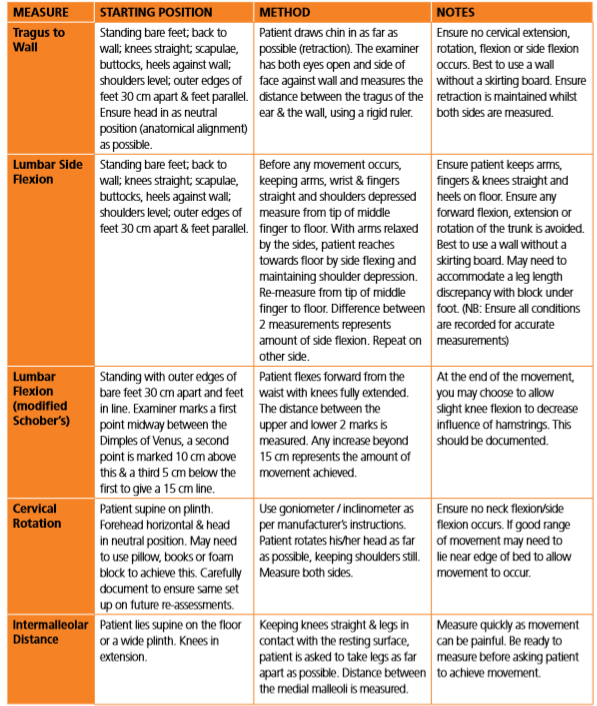 MEASURE STARTING POSITION METHOD NOTES
Tragus to
Wall
Standing bare feet; back to
wall; knees straight; scapulae,
buttocks, heels against wall;
shoulders level; outer edges of
feet 30 cm apart & feet parallel.
Ensure head in as neutral
position (anatomical alignment)
as possible.
Patient draws chin in as far as
possible (retraction). The examiner
has both eyes open and side of
face against wall and measures the
distance between the tragus of the
ear & the wall, using a rigid ruler.
Ensure no cervical extension,
rotation, flexion or side flexion
occurs. Best to use a wall
without a skirting board. Ensure
retraction is maintained whilst
both sides are measured.
Lumbar Side
Flexion
Standing bare feet; back to
wall; knees straight; scapulae,
buttocks, heels against wall;
shoulders level; outer edges of
feet 30 cm apart & feet parallel.
Before any movement occurs,
keeping arms, wrist & fingers
straight and shoulders depressed
measure from tip of middle
finger to floor. With arms relaxed
by the sides, patient reaches
towards floor by side flexing and
maintaining shoulder depression.
Re-measure from tip of middle
finger to floor. Difference between
2 measurements represents
amount of side flexion. Repeat on
other side.
Ensure patient keeps arms,
fingers & knees straight and
heels on floor. Ensure any
forward flexion, extension or
rotation of the trunk is avoided.
Best to use a wall without a
skirting board. May need to
accommodate a leg length
discrepancy with block under
foot. (NB: Ensure all conditions
are recorded for accurate
measurements)
Lumbar
Flexion
(modified
Schober's)
Standing with outer edges of
bare feet 30 cm apart and feet
in line. Examiner marks a first
point midway between the
Dimples of Venus, a second
point is marked 10 cm above
this & a third 5 cm below the
first to give a 15 cm line.
Patient flexes forward from the
waist with knees fully extended.
The distance between the
upper and lower 2 marks is
measured. Any increase beyond
15 cm represents the amount of
movement achieved.
At the end of the movement,
you may choose to allow
slight knee flexion to decrease
influence of hamstrings. This
should be documented.
Cervical
Rotation
Patient supine on plinth.
Forehead horizontal & head
in neutral position. May need
to use pillow, books or foam
block to achieve this. Carefully
document to ensure same set
up on future re-assessments.
Use goniometer / inclinometer as
per manufacturer's instructions.
Patient rotates his/her head as far
as possible, keeping shoulders still.
Measure both sides.
Ensure no neck flexion/side
flexion occurs. If good range
of movement may need to
lie near edge of bed to allow
movement to occur.
Intermalleolar
Distance
Patient lies supine on the floor
or a wide plinth. Knees in
extension.
Keeping knees straight & legs in
contact with the resting surface,
patient is asked to take legs as far
apart as possible. Distance between
the medial malleoli is measured.
Measure quickly as movement
can be painful. Be ready to
measure before asking patient
to achieve movement.